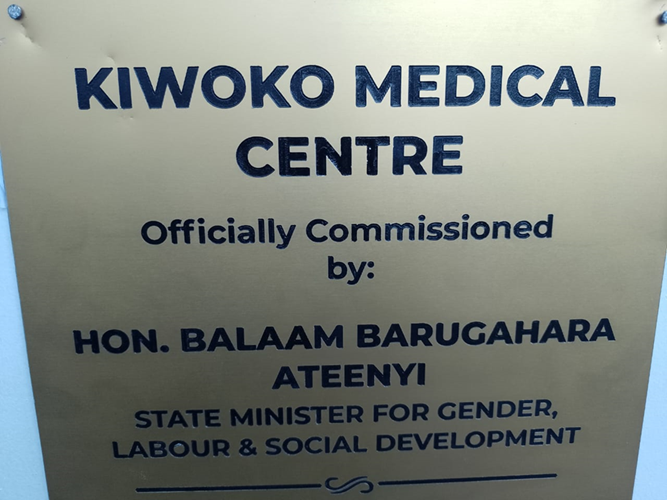 KIWOKO MEDICAL
CENTRE
Officially Commissioned
by:
HON. BALAAM BARUGAHARA
ATEENYI
STATE MINISTER FOR GENDER,
LABOUR & SOCIAL DEVELOPMENT